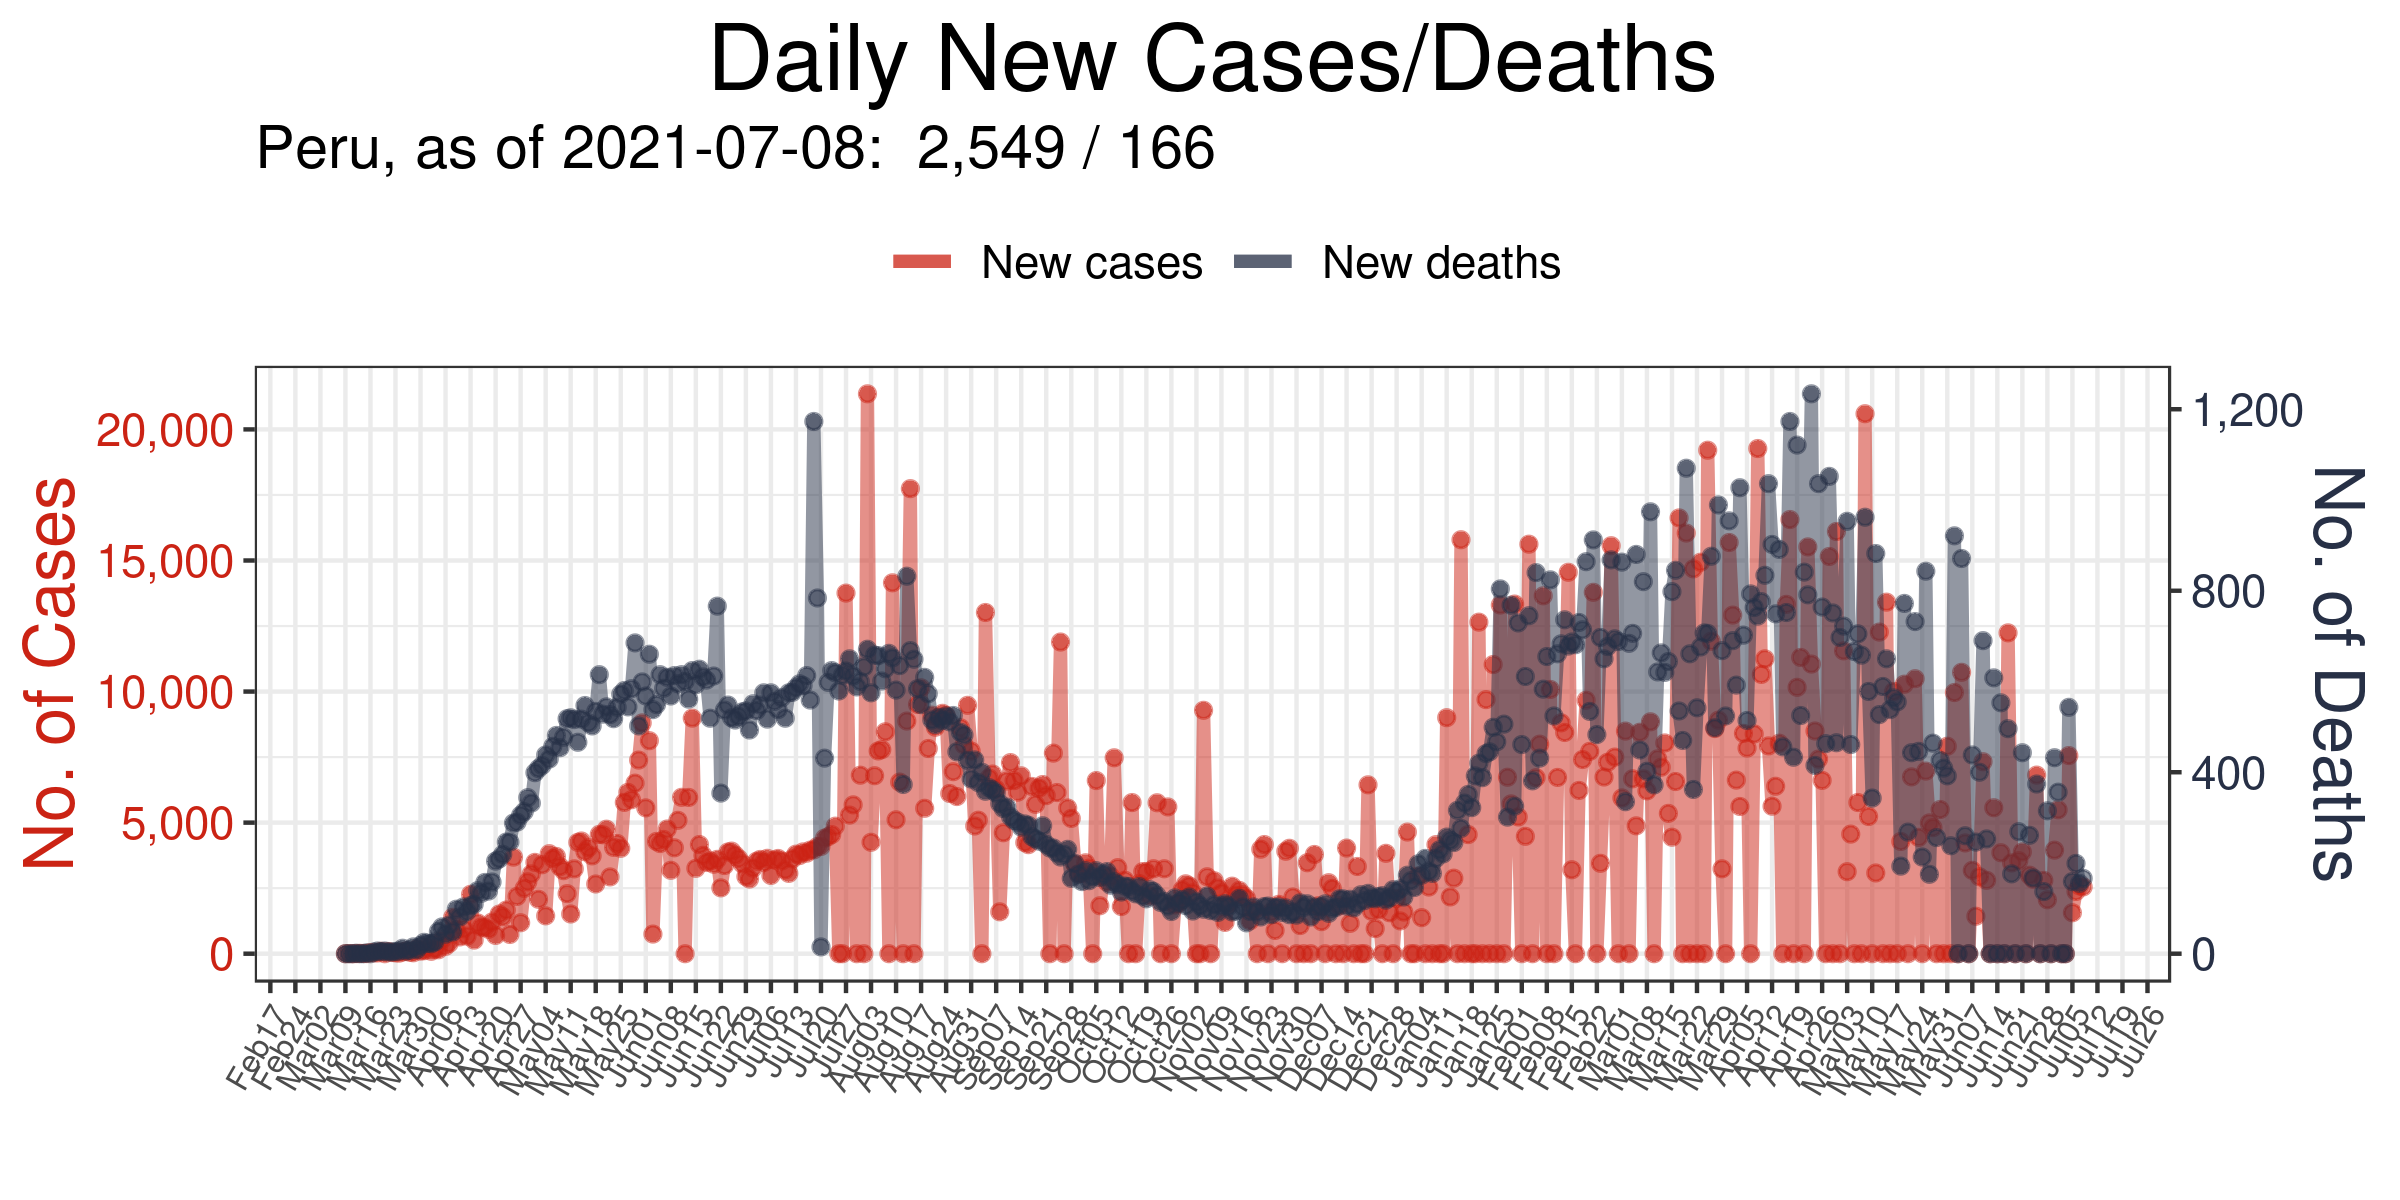 Daily New Cases/Deaths
Peru, as of 2021-07-08: 2,549 / 166
New cases
New deaths
No. of Cases
20,000
15,000
10,000
5,000
0
1,200
800
400
0
No. of Deaths
Feb17
Feb24
Mar02
Mar09
Mar16
Mar23
Mar30
Apr06
Apr13
Apr20
Apr27
May04
May11
May18
May25
Jun01
Jun08
Jun15
Jun22
Jun29
Jul06
Jul13
Jul20
Jul27
Aug03
Aug10
Aug17
Aug24
Aug31
Sep07
Sep14
Sep21
Sep28
Oct05
Oct12
Oct19
Oct26
Nov02
Nov09
Nov16
Nov23
Nov30
Dec07
Dec14
Dec21
Dec28
Jan04
Jan11
Jan18
Jan25
Feb01
Feb08
Feb15
Feb22
Mar01
Mar08
Mar15
Mar22
Mar29
Apr05
Apr12
Apr19
Apr26
May03
May10
May17
May24
May31
Jun07
Jun14
Jun21
Jun28
Jul05
Jul12
Jul19
Jul26